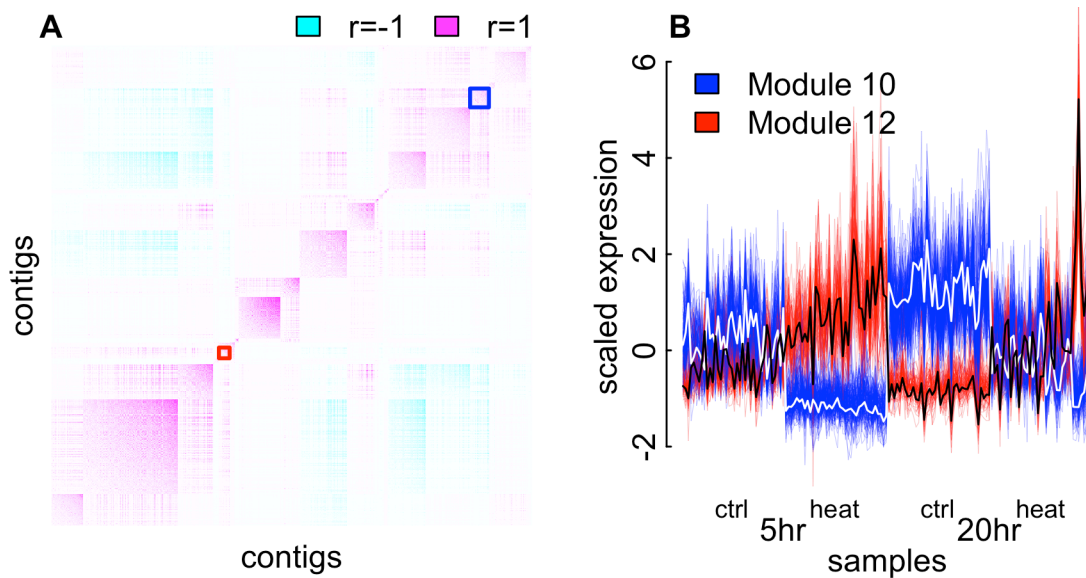 A
r=-1 r=1
contigs
contigs
B
Module 10
Module 12
scaled expression
6
4
2
0
-2
ctrl heat ctrl heat
5hr 20hr
samples